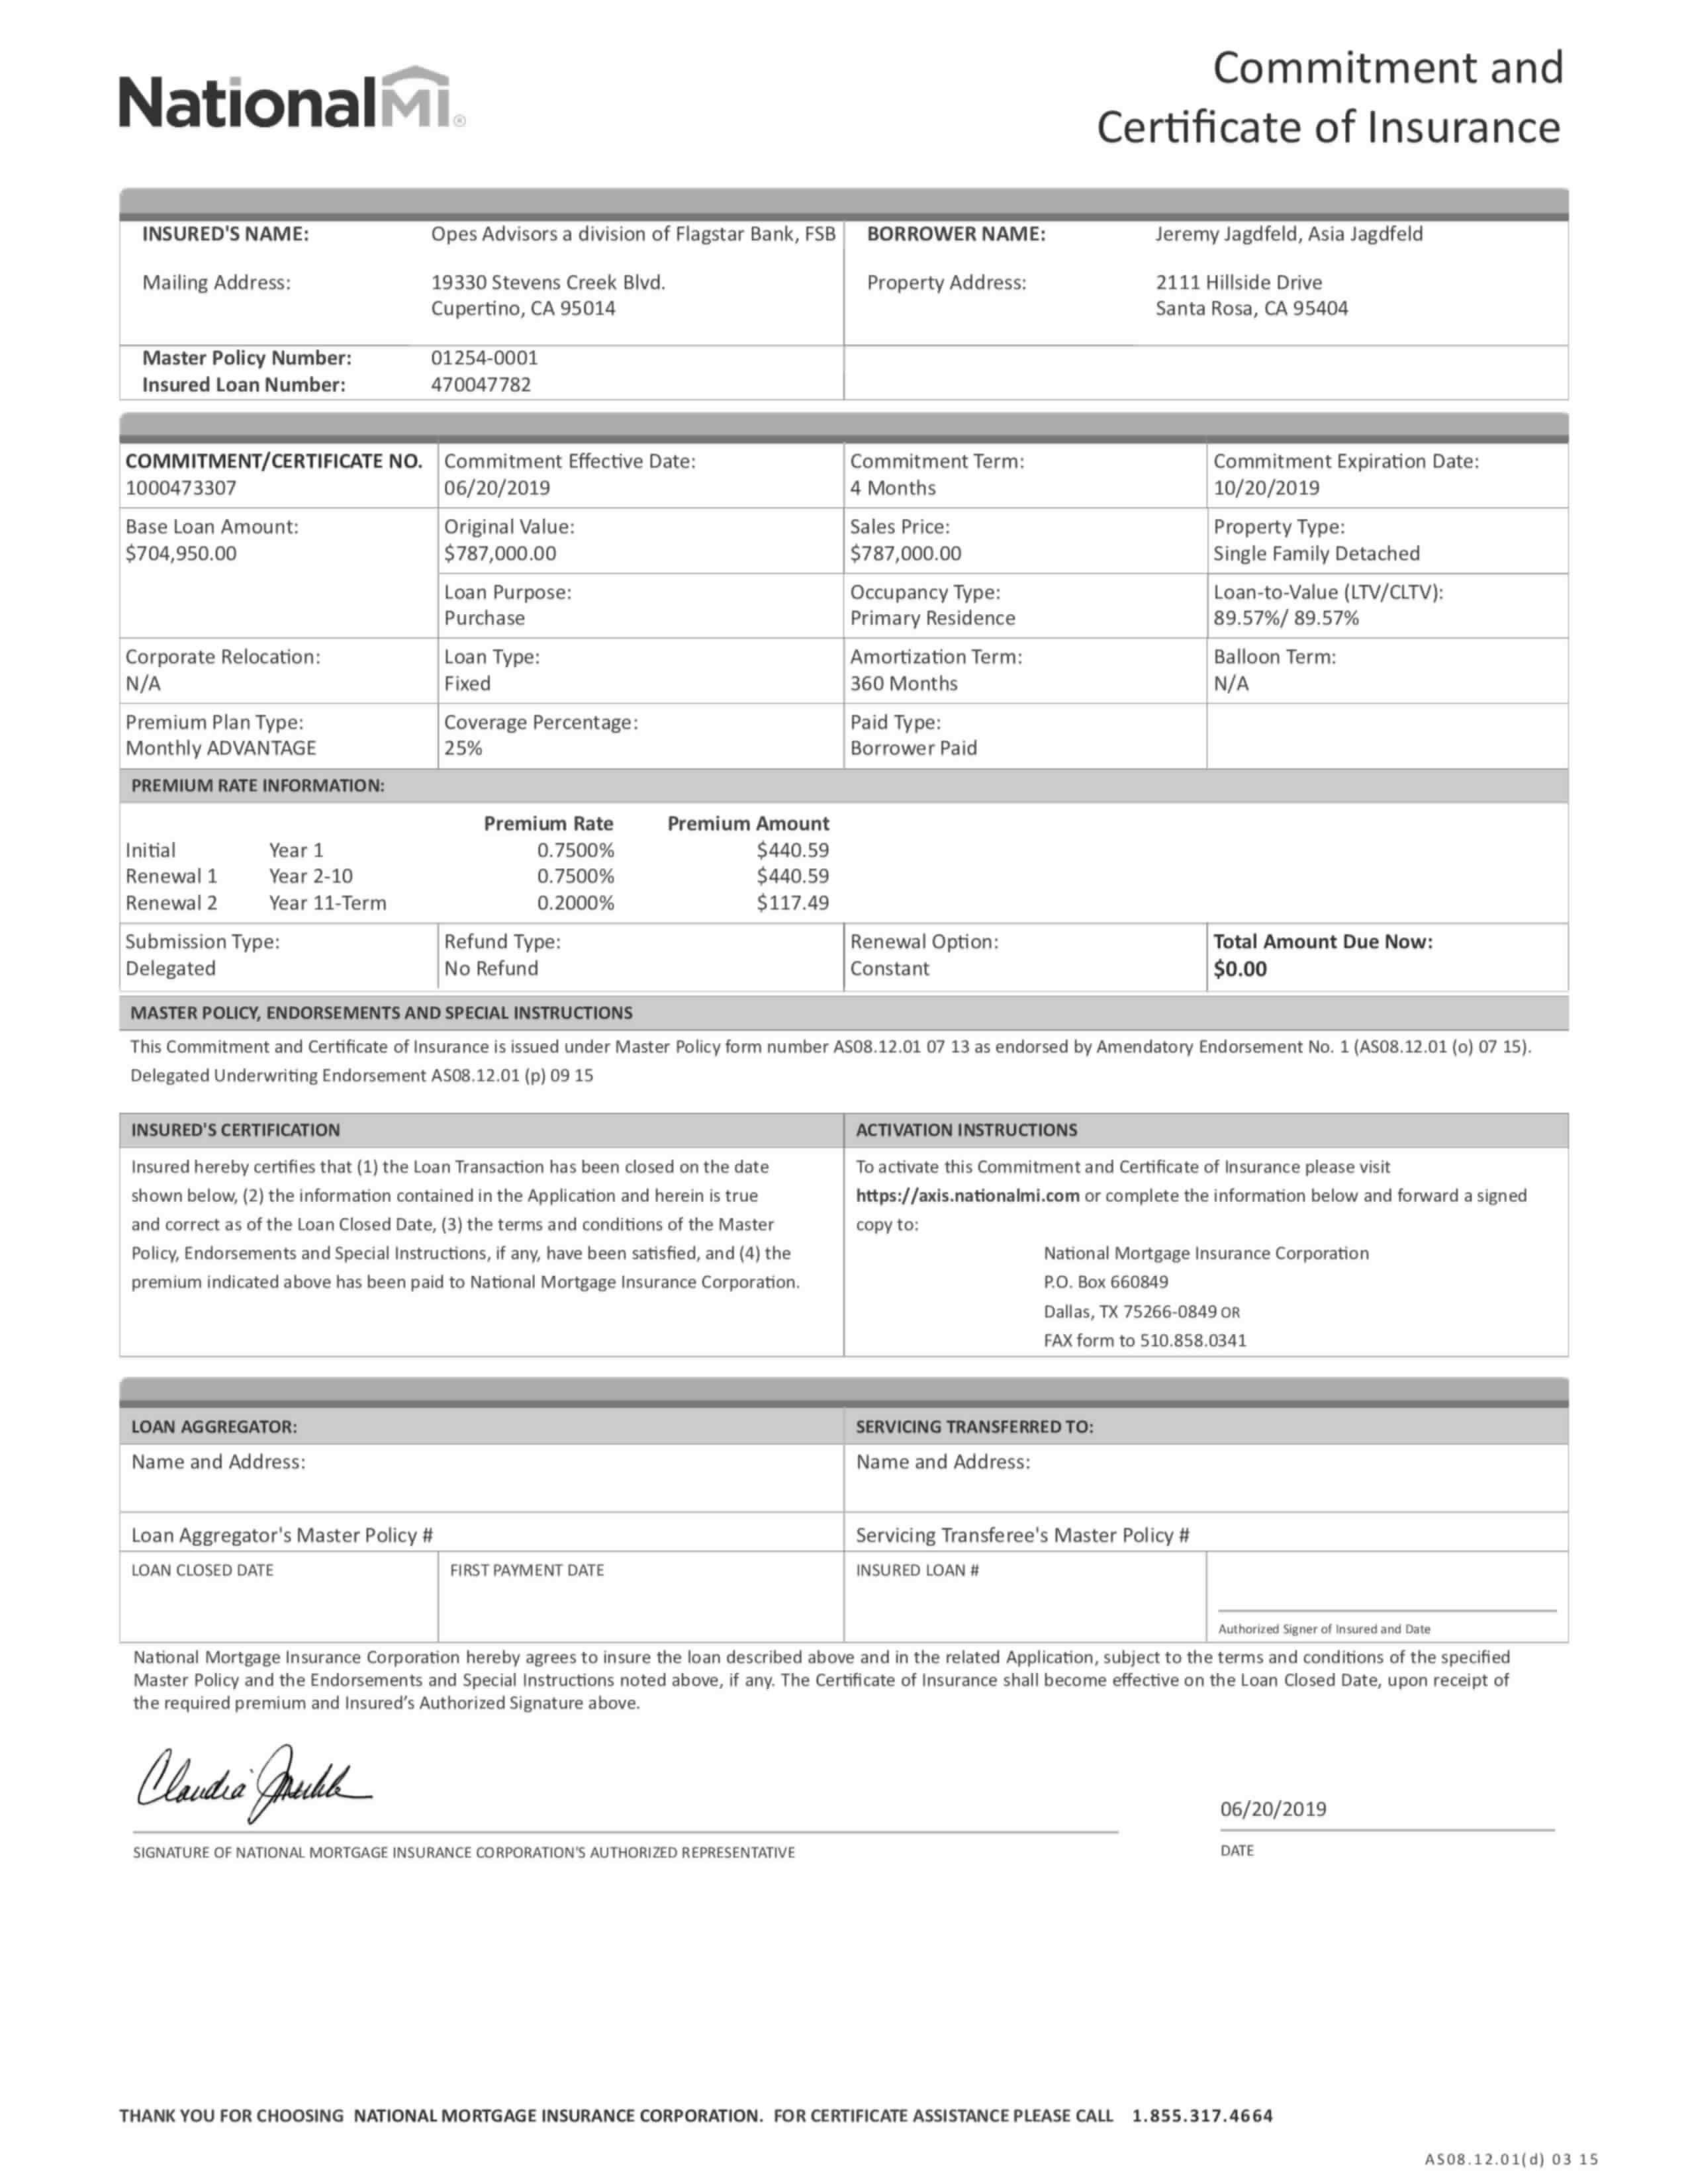 NationalMI®
Commitment and
Certificate of Insurance
INSURED'S NAME: Opes Advisors a division of Flagstar Bank, FSB BORROWER NAME: Jeremy Jagdfeld, Asia Jagdfeld
Mailing Address: 19330 Stevens Creek Blvd. Property Address: 2111 Hillside Drive
Cupertino, CA 95014 Santa Rosa, CA 95404
Master Policy Number: 01254-0001
Insured Loan Number: 470047782
COMMITMENT/CERTIFICATE NO. Commitment Effective Date: Commitment Term: Commitment Expiration Date:
1000473307 06/20/2019 4 Months 10/20/2019
Base Loan Amount: Original Value: Sales Price: Property Type:
$704,950.00 $787,000.00 $787,000.00 Single Family Detached
Loan Purpose: Occupancy Type: Loan-to-Value (LTV/CLTV):
Purchase Primary Residence 89.57%/ 89.57%
Corporate Relocation: Loan Type: Amortization Term: Balloon Term:
N/A Fixed 360 Months N/A
Premium Plan Type: Coverage Percentage: Paid Type:
Monthly ADVANTAGE 25% Borrower Paid
PREMIUM RATE INFORMATION:
Premium Rate Premium Amount
Initial Year 1 0.7500% $440.59
Renewal 1 Year 2-10 0.7500% $440.59
Renewal 2 Year 11-Term 0.2000% $117.49
Submission Type: Refund Type: Renewal Option: Total Amount Due Now:
Delegated No Refund Constant $0.00
MASTER POLICY, ENDORSEMENTS AND SPECIAL INSTRUCTIONS
This Commitment and Certificate of Insurance is issued under Master Policy form number AS08.12.01 07 13 as endorsed by Amendatory Endorsement No. 1 (AS08.12.01 (o) 07 15).
Delegated Underwriting Endorsement AS08.12.01 (p) 09 15
INSURED'S CERTIFICATION
Insured hereby certifies that (1) the Loan Transaction has been closed on the date
shown below, (2) the information contained in the Application and herein is true
and correct as of the Loan Closed Date, (3) the terms and conditions of the Master
Policy, Endorsements and Special Instructions, if any, have been satisfied, and (4) the
premium indicated above has been paid to National Mortgage Insurance Corporation.
ACTIVATION INSTRUCTIONS
To activate this Commitment and Certificate of Insurance please visit
https://axis.nationalmi.com or complete the information below and forward a signed
copy to:
National Mortgage Insurance Corporation
P.O. Box 660849
Dallas, TX 75266-0849 OR
FAX form to 510.858.0341
LOAN AGGREGATOR: SERVICING TRANSFERRED TO:
Name and Address: Name and Address:
Loan Aggregator's Master Policy # Servicing Transferee's Master Policy #
LOAN CLOSED DATE FIRST PAYMENT DATE INSURED LOAN #
Authorized Signer of Insured and Date
National Mortgage Insurance Corporation hereby agrees to insure the loan described above and in the related Application, subject to the terms and conditions of the specified
Master Policy and the Endorsements and Special Instructions noted above, if any. The Certificate of Insurance shall become effective on the Loan Closed Date, upon receipt of
the required premium and Insured's Authorized Signature above.
Claudia
06/20/2019
SIGNATURE OF NATIONAL MORTGAGE INSURANCE CORPORATION'S AUTHORIZED REPRESENTATIVE DATE
THANK YOU FOR CHOOSING NATIONAL MORTGAGE INSURANCE CORPORATION. FOR CERTIFICATE ASSISTANCE PLEASE CALL 1.855.317.4664
AS08.12.01(d) 03 15